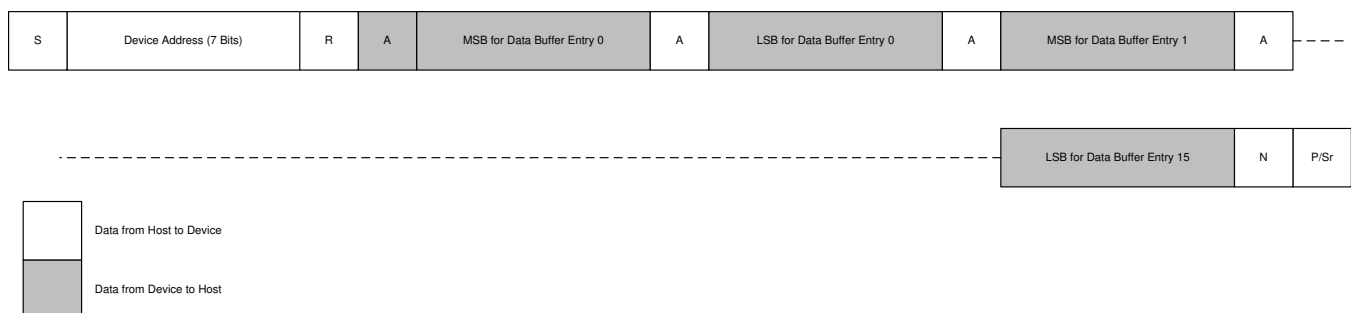 S Device Address (7 Bits) R A MSB for Data Buffer Entry 0 A LSB for Data Buffer Entry 0 A MSB for Data Buffer Entry 1 A
LSB for Data Buffer Entry 15 N P/Sr
Data from Host to Device
Data from Device to Host